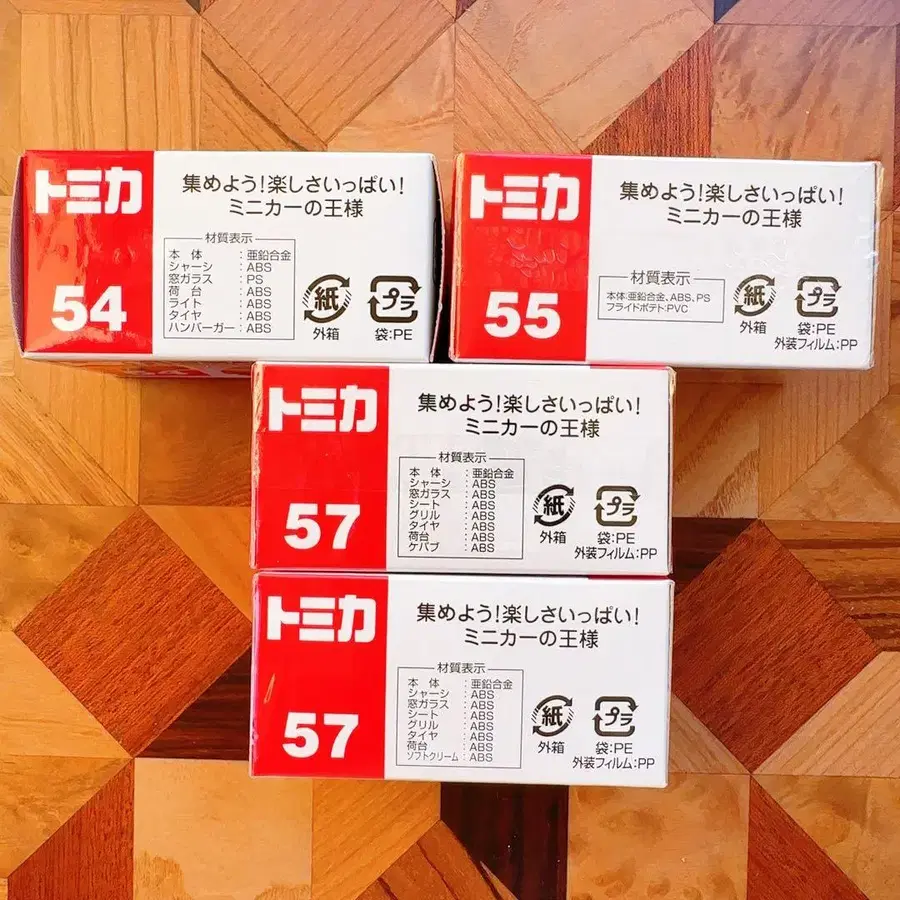 トミカ
54
集めよう!楽しさいっぱい!
ミニカーの王様
材質表示
本体:亜鉛合金
シャーシ:ABS
窓ガラス:PS
荷台:ABS
ライト:ABS
タイヤ:ABS
ハンバーガー:ABS
紙
外箱
プラ
袋:PE
トミカ
55
集めよう!楽しさいっぱい!
ミニカーの王様
材質表示
本体:亜鉛合金、ABS、PS
フライドポテト:PVC
紙
外箱
プラ
袋:PE
外装フィルム:PP
トミカ
57
集めよう!楽しさいっぱい!
ミニカーの王様
材質表示
本体:亜鉛合金
シャーシ:ABS
窓ガラス:ABS
シート:ABS
グリル:ABS
タイヤ:ABS
荷台:ABS
ケバブ:ABS
紙
外箱
プラ
袋:PE
外装フィルム:PP
トミカ
57
集めよう!楽しさいっぱい!
ミニカーの王様
材質表示
本体:亜鉛合金
シャーシ:ABS
窓ガラス:ABS
シート:ABS
グリル:ABS
タイヤ:ABS
荷台:ABS
ソフトクリーム:ABS
紙
外箱
プラ
袋:PE
外装フィルム:PP